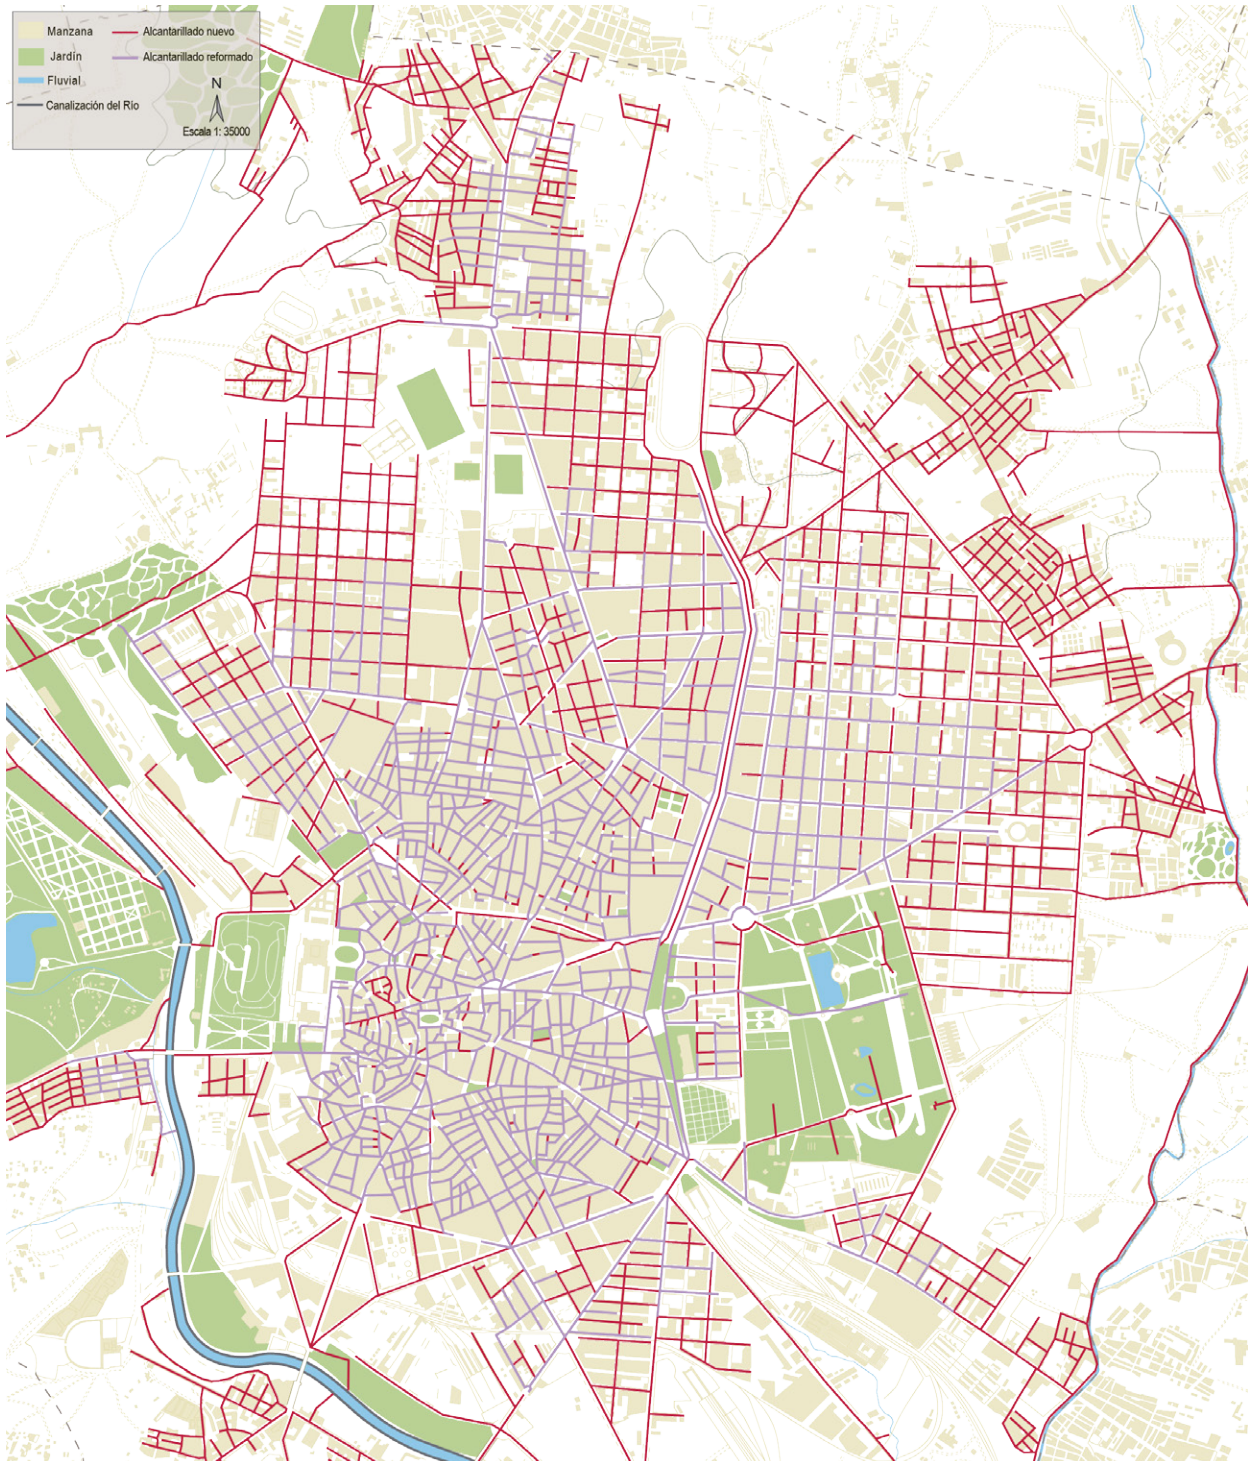 Manzana
Alcantarillado nuevo
Jardín
Alcantarillado reformado
Fluvial
N
Canalización del Río
Escala 1: 35000